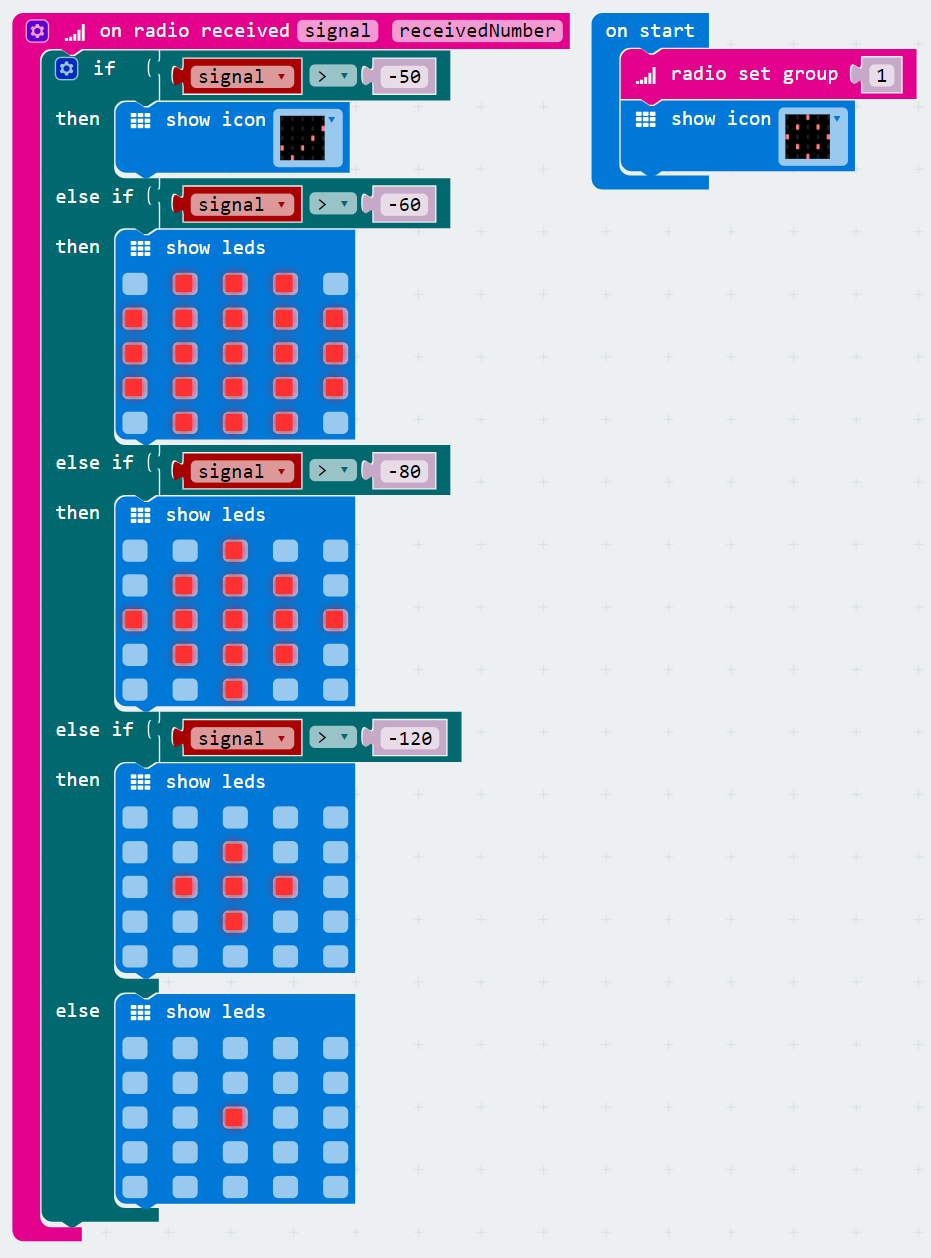 on radio received signal receivedNumber
if signal > -50
then show icon
else if signal > -60
then show leds
else if signal > -80
then show leds
else if signal > -120
then show leds
else show leds
on start
radio set group 1
show icon